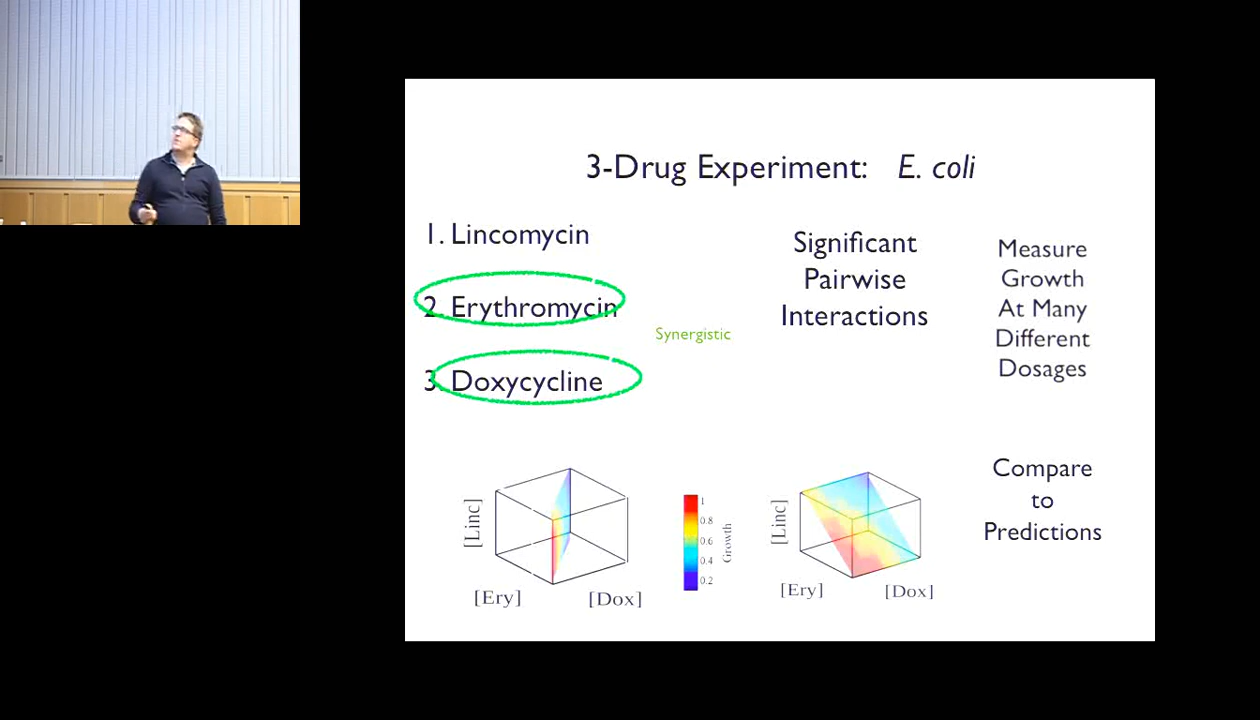 3-Drug Experiment: E. coli
1. Lincomycin
2. Erythromycin
3. Doxycycline
Synergistic
Significant
Pairwise
Interactions
Measure
Growth
At Many
Different
Dosages
[Linc]
[Ery]
[Dox]
1
0.8
0.6
0.4
0.2
Growth
[Linc]
[Ery]
[Dox]
Compare
to
Predictions